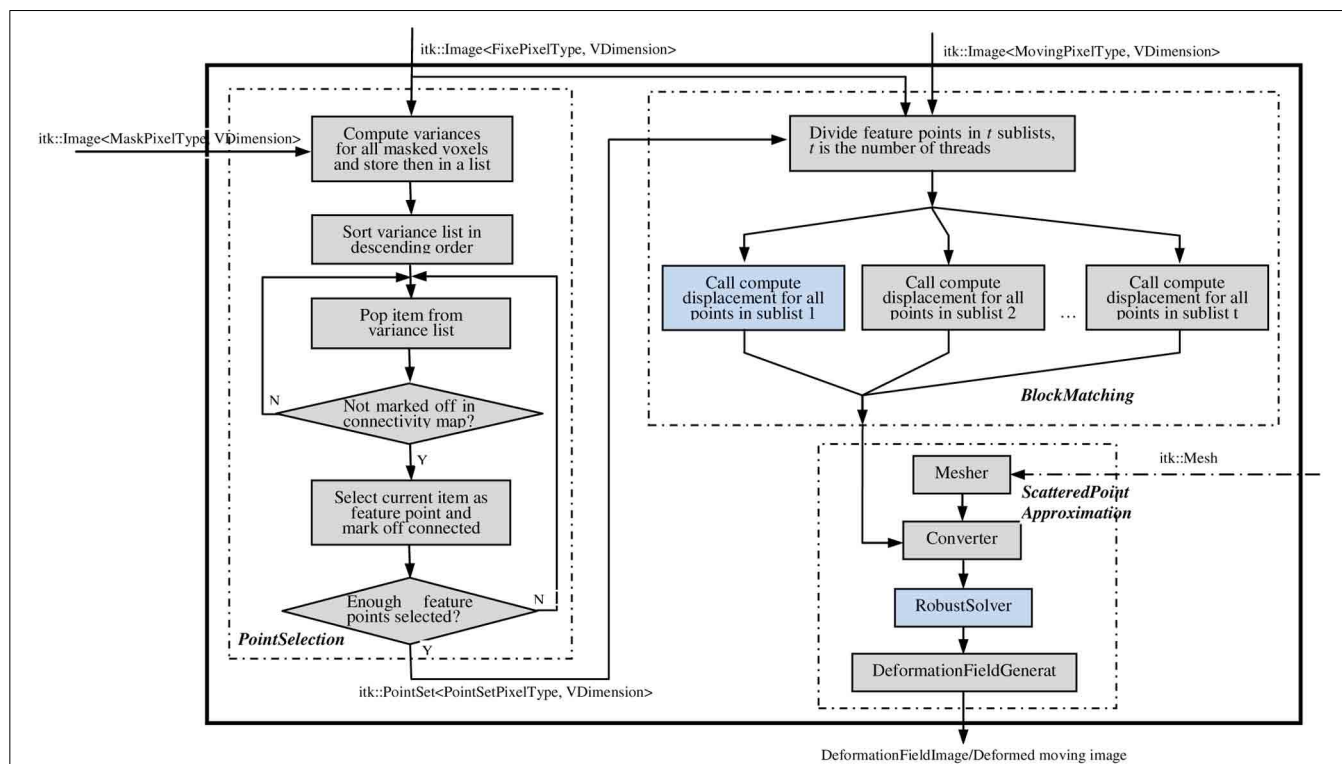 itk::Image<FixePixelType, VDimension>
itk::Image<MovingPixelType, VDimension>
itk::Image<MaskPixelType, VDimension>
Compute variances
for all masked voxels
and store then in a list
Sort variance list in
descending order
Pop item from
variance list
N
Not marked off in
connectivity map?
Y
Select current item as
feature point and
mark off connected
Enough feature
points selected?
N
Y
PointSelection
itk::PointSet<PointSetPixelType, VDimension>
Divide feature points in t sublists,
t is the number of threads
Call compute
displacement for all
points in sublist 1
Call compute
displacement for all
points in sublist 2
…
Call compute
displacement for all
points in sublist t
BlockMatching
itk::Mesh
Mesher
ScatteredPoint
Approximation
Converter
RobustSolver
DeformationFieldGenerat
DeformationFieldImage/Deformed moving image